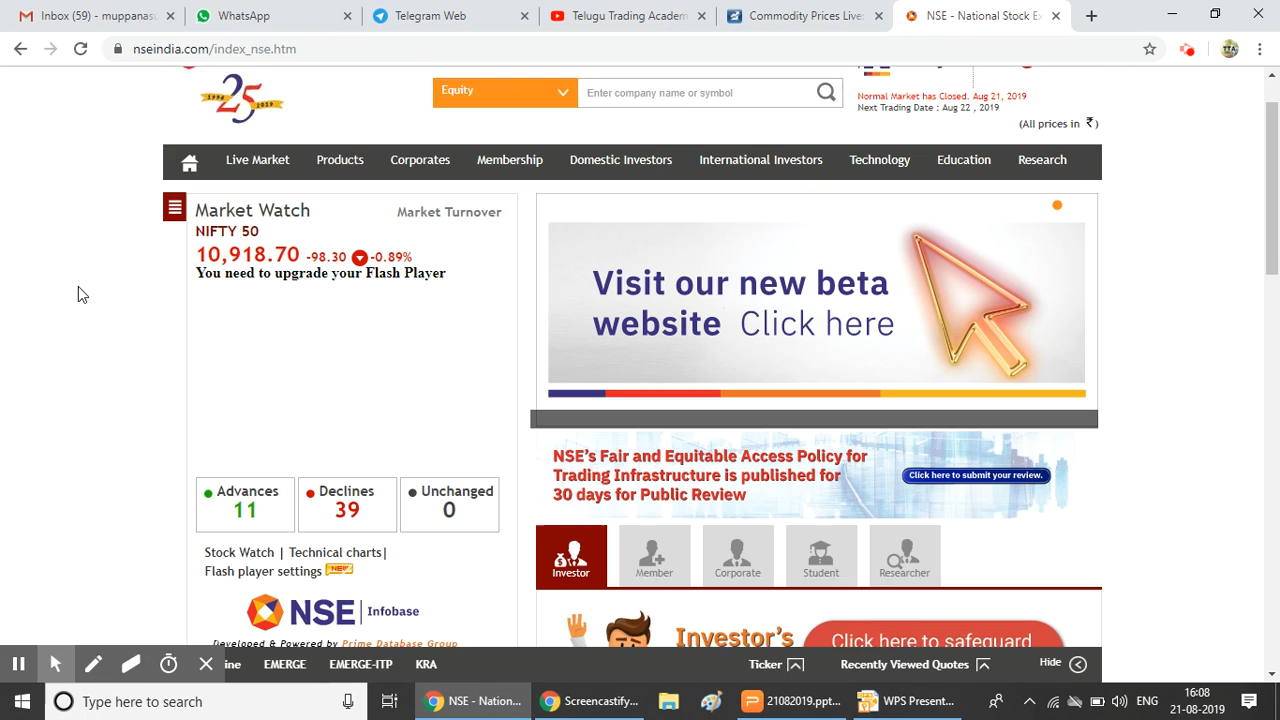 Inbox (59) - muppanasu
WhatsApp
Telegram Web
Telugu Trading Academ
Commodity Prices Live
NSE - National Stock Ex
nseindia.com/index_nse.htm
25
1994
2019
Equity
Enter company name or symbol
Normal Market has Closed. Aug 21, 2019
Next Trading Date : Aug 22 , 2019
(All prices in ₹ )
Live Market
Products
Corporates
Membership
Domestic Investors
International Investors
Technology
Education
Research
Market Watch
Market Turnover
NIFTY 50
10,918.70 -98.30 -0.89%
You need to upgrade your Flash Player
Visit our new beta
website Click here
NSE's Fair and Equitable Access Policy for
Trading Infrastructure is published for
30 days for Public Review
Click here to submit your review.
Advances
11
Declines
39
Unchanged
0
Stock Watch | Technical charts|
Flash player settings NEW
NSE Infobase
Developed & Powered by Prime Database Group
Investor
Member
Corporate
Student
Researcher
Investor's
Click here to safeguard
ine
EMERGE
EMERGE-ITP
KRA
Ticker
Recently Viewed Quotes
Hide
Type here to search
NSE - Nation...
Screencastify...
21082019.ppt...
WPS Present...
ENG
16:08
21-08-2019